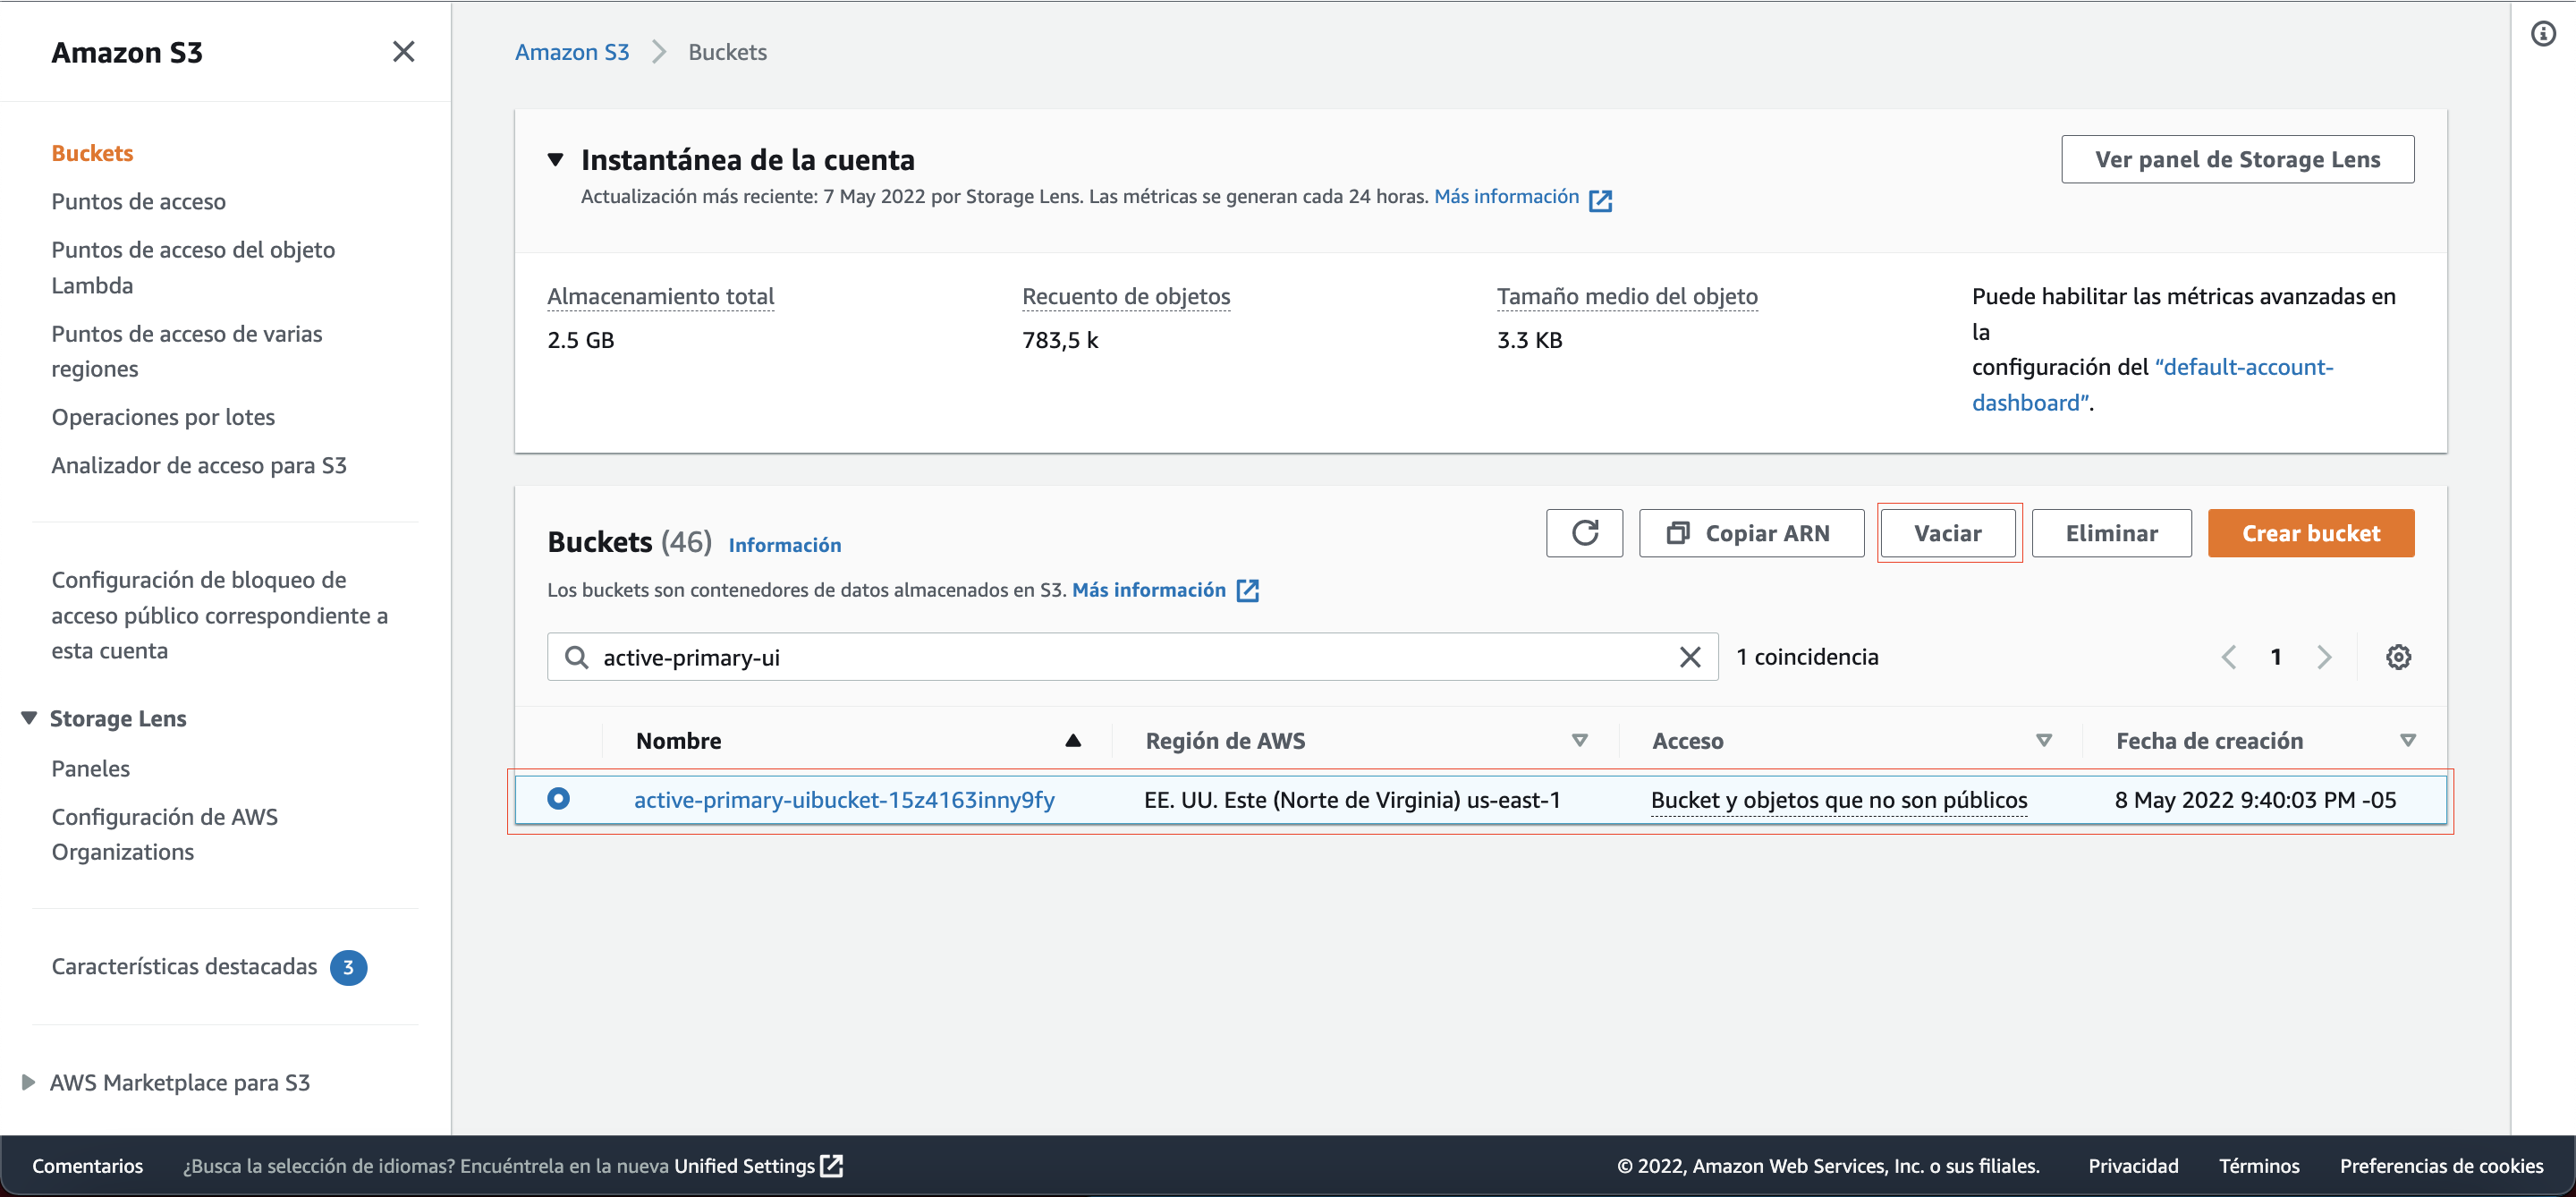 Amazon S3
Buckets
Puntos de acceso
Puntos de acceso del objeto
Lambda
Puntos de acceso de varias
regiones
Operaciones por lotes
Analizador de acceso para S3
Configuración de bloqueo de
acceso público correspondiente a
esta cuenta
Storage Lens
Paneles
Configuración de AWS
Organizations
Características destacadas 3
AWS Marketplace para S3
Amazon S3 Buckets
Instantánea de la cuenta
Actualización más reciente: 7 May 2022 por Storage Lens. Las métricas se generan cada 24 horas. Más información
Ver panel de Storage Lens
Almacenamiento total
2.5 GB
Recuento de objetos
783,5 k
Tamaño medio del objeto
3.3 KB
Puede habilitar las métricas avanzadas en
la
configuración del “default-account-
dashboard”.
Buckets (46) Información
Copiar ARN
Vaciar
Eliminar
Crear bucket
Los buckets son contenedores de datos almacenados en S3. Más información
active-primary-ui
1 coincidencia
1
Nombre Región de AWS Acceso Fecha de creación
active-primary-uibucket-15z4163inny9fy EE. UU. Este (Norte de Virginia) us-east-1 Bucket y objetos que no son públicos 8 May 2022 9:40:03 PM -05
Comentarios ¿Busca la selección de idiomas? Encuéntrela en la nueva Unified Settings © 2022, Amazon Web Services, Inc. o sus filiales. Privacidad Términos Preferencias de cookies